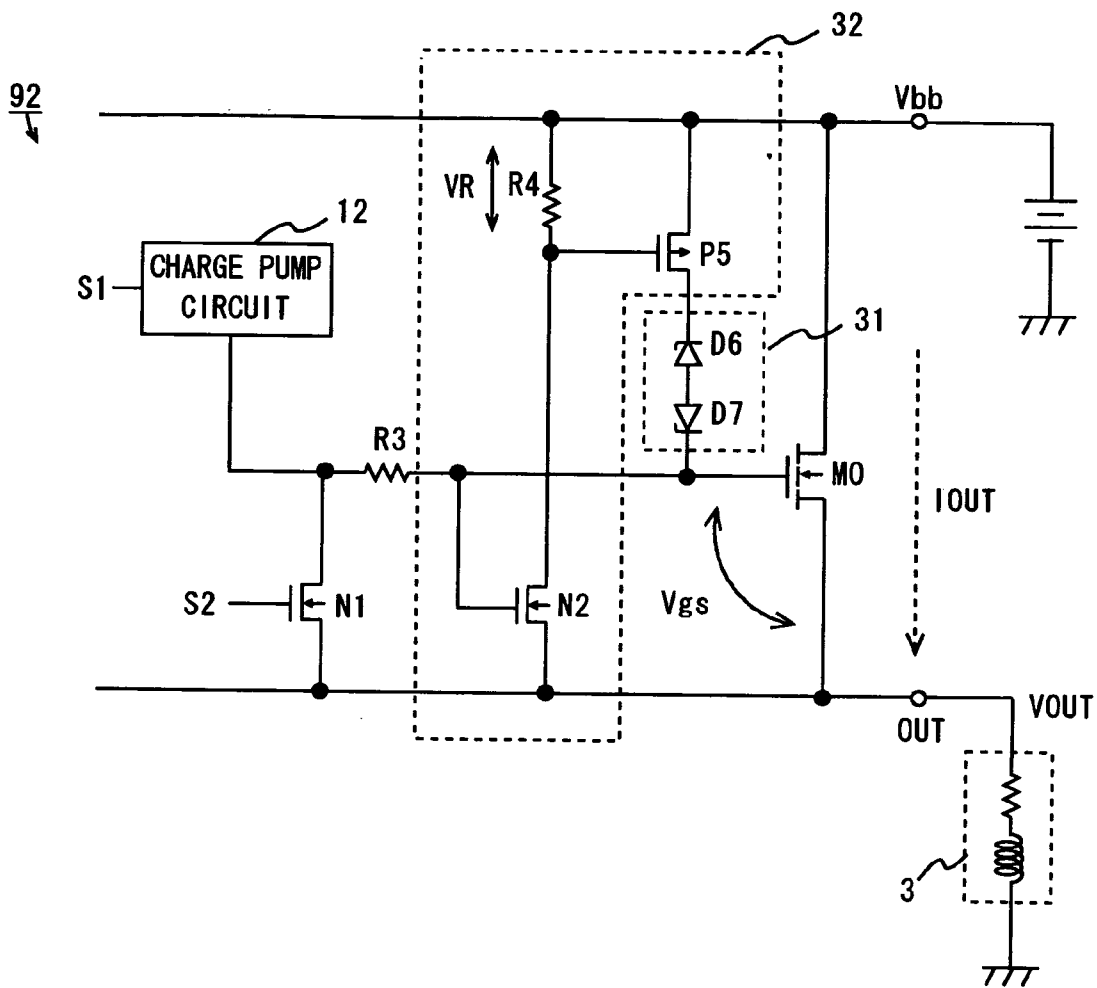 32
92
Vbb
VR
R4
12
P5
CHARGE PUMP
CIRCUIT
S1
31
D6
D7
R3
M0
IOUT
S2
N1
N2
Vgs
OUT
VOUT
3